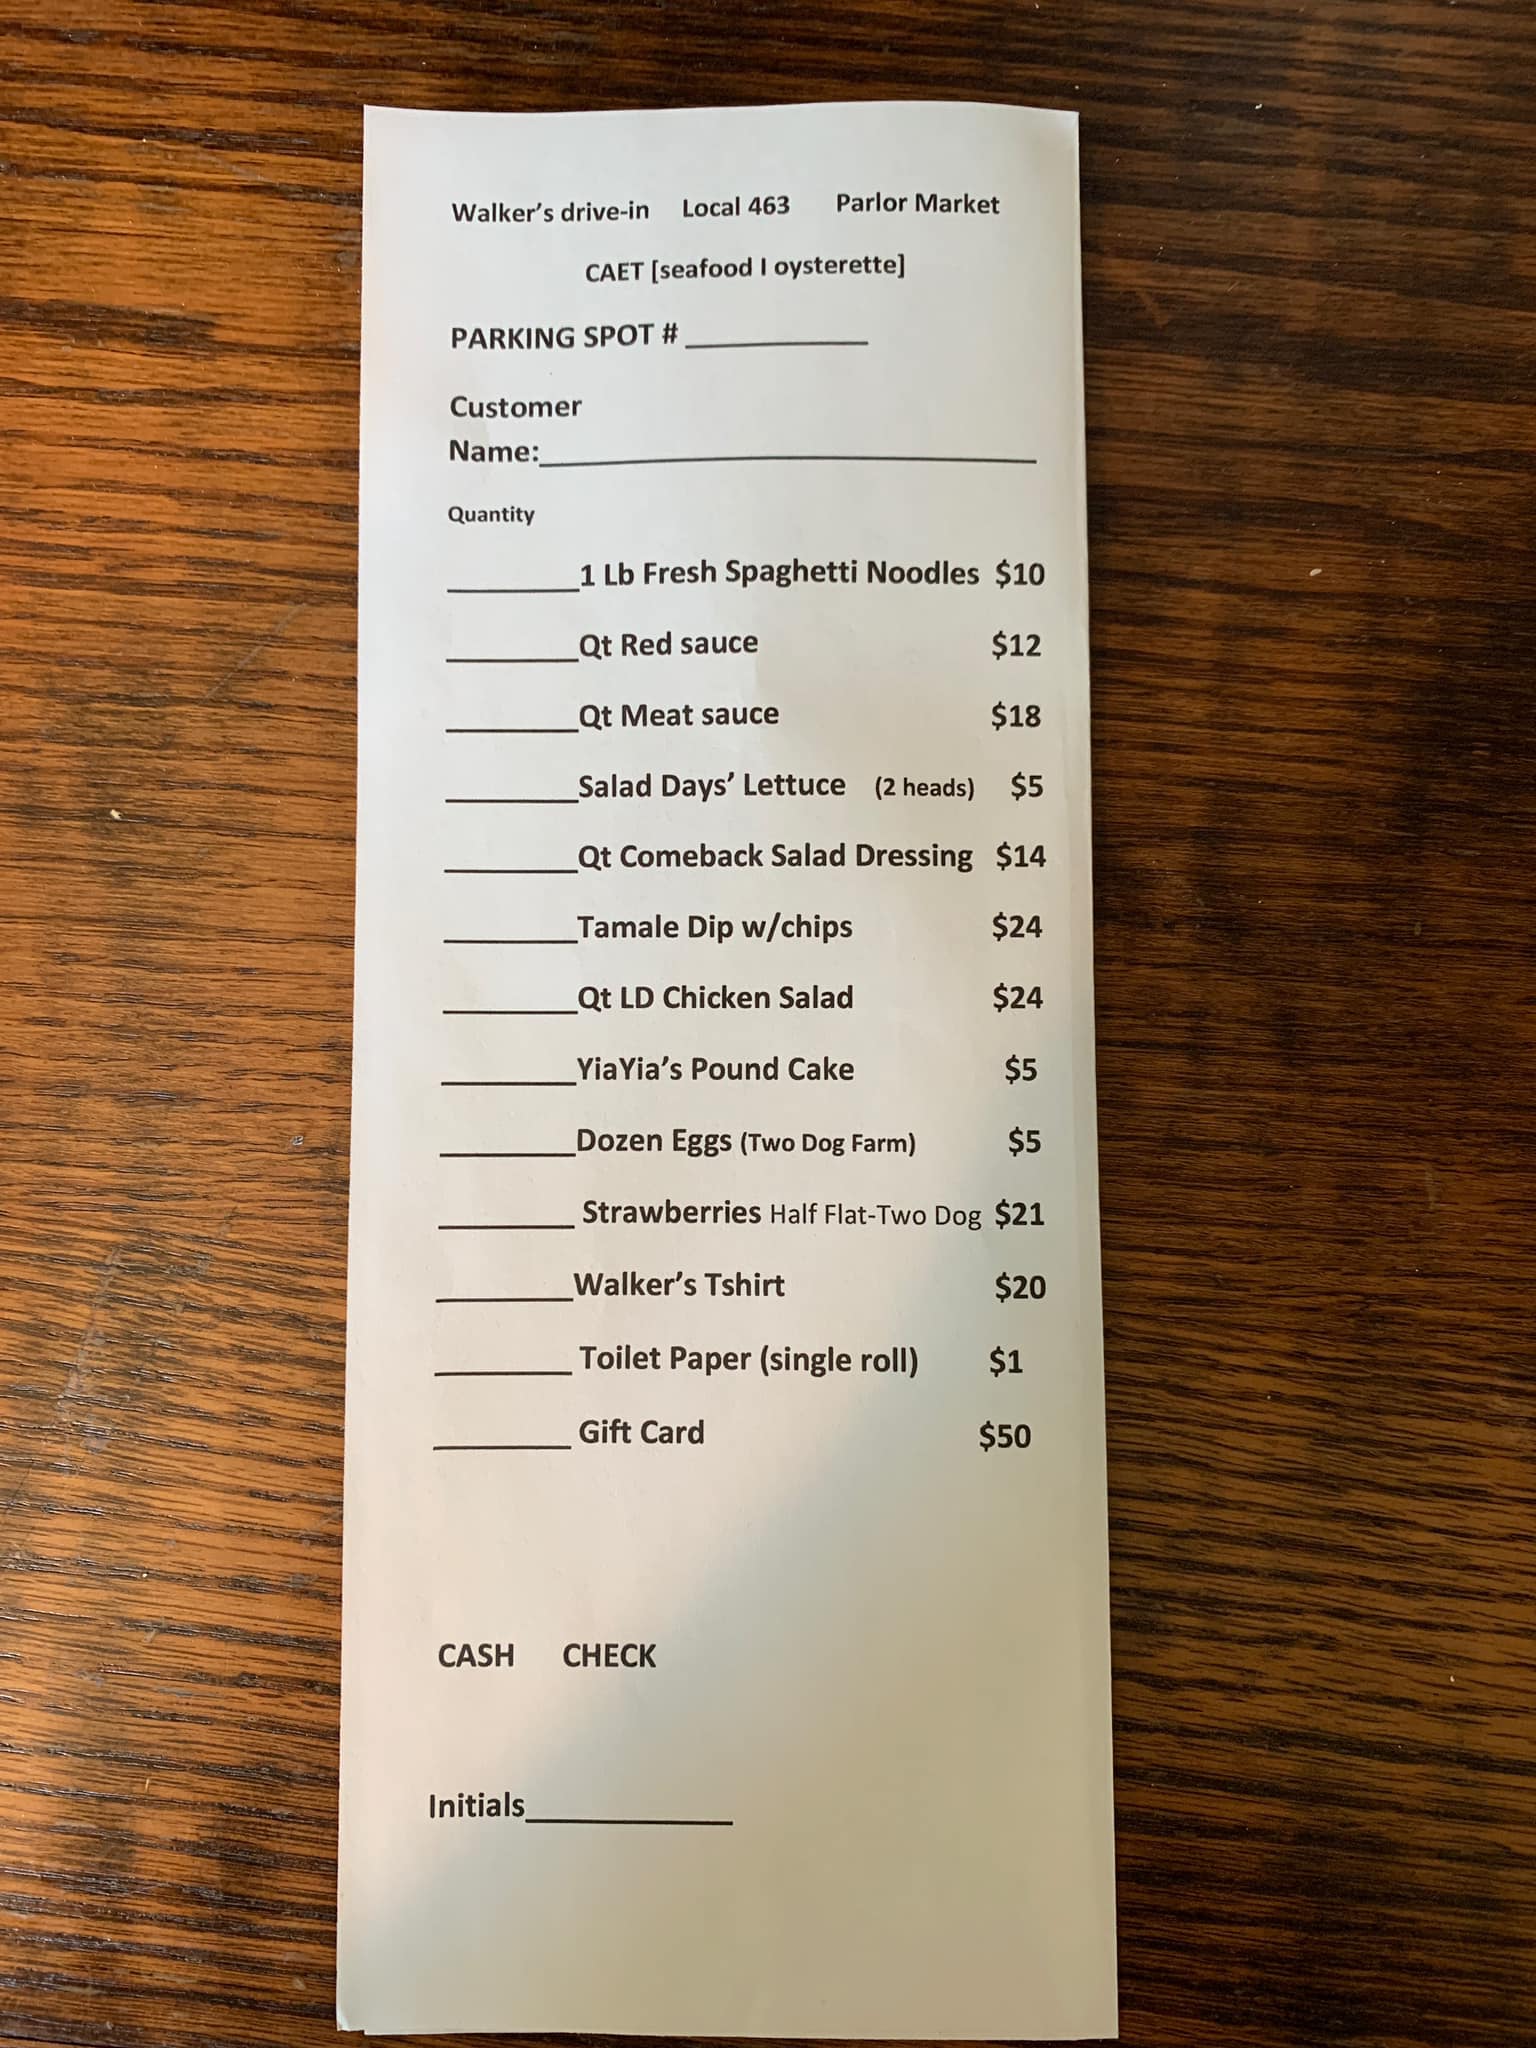 Walker's drive-in Local 463 Parlor Market
CAET [seafood I oysterette]
PARKING SPOT # ___________
Customer
Name:______________________________
Quantity
________1 Lb Fresh Spaghetti Noodles $10
________Qt Red sauce $12
________Qt Meat sauce $18
________Salad Days' Lettuce (2 heads) $5
________Qt Comeback Salad Dressing $14
________Tamale Dip w/chips $24
________Qt LD Chicken Salad $24
________YiaYia's Pound Cake $5
________Dozen Eggs (Two Dog Farm) $5
________ Strawberries Half Flat-Two Dog $21
________Walker's Tshirt $20
________ Toilet Paper (single roll) $1
________ Gift Card $50
CASH CHECK
Initials____________